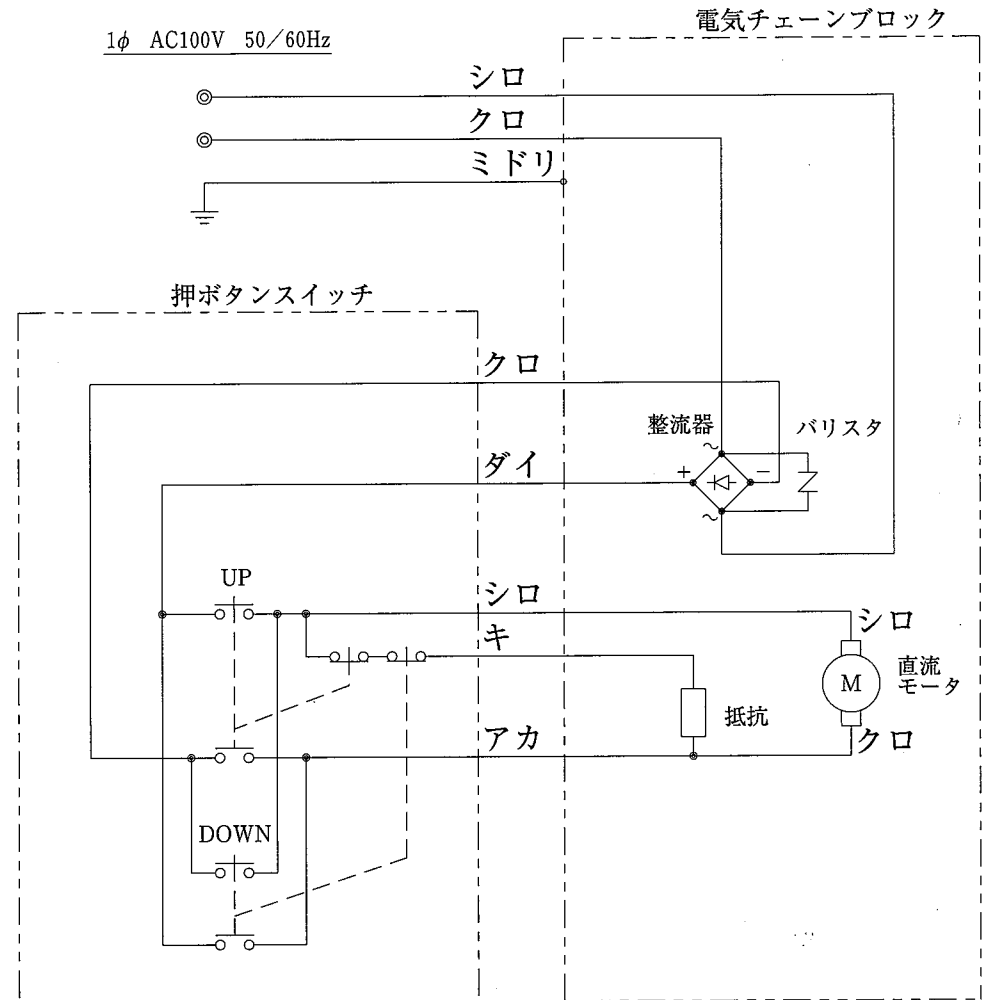 電気チェーンブロック
1φ AC100V 50/60Hz
シロ
クロ
ミドリ
押ボタンスイッチ
クロ
整流器
バリスタ
~
ダイ
+
−
~
UP
シロ
シロ
キ
M
直流
モータ
抵抗
アカ
クロ
DOWN